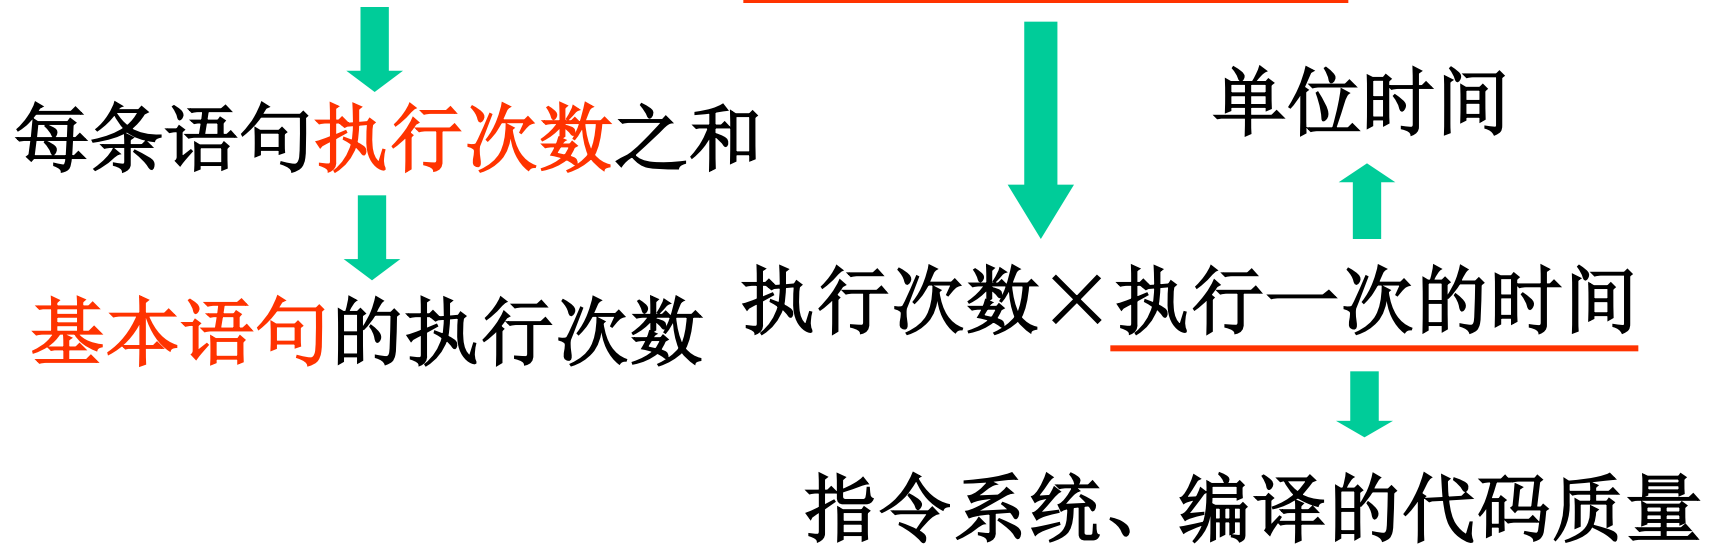 单位时间
每条语句执行次数之和
执行次数×执行一次的时间
基本语句的执行次数
指令系统、编译的代码质量